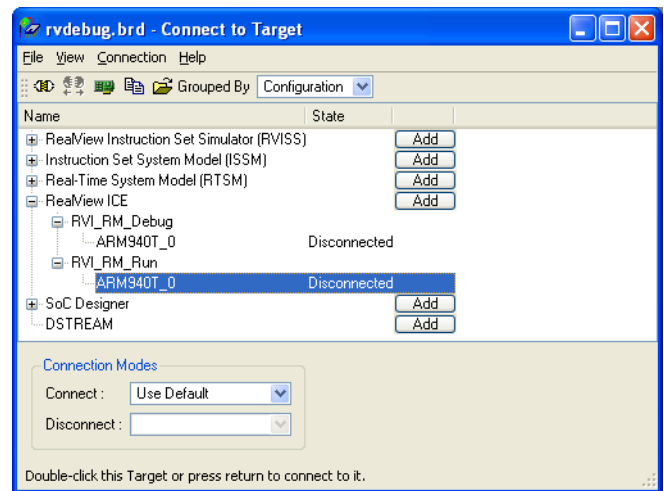 rvdebug.brd - Connect to Target
File View Connection Help
Grouped By Configuration
Name State
RealView Instruction Set Simulator (RVISS) Add
Instruction Set System Model (ISSM) Add
Real-Time System Model (RTSM) Add
RealView ICE Add
RVI_RM_Debug
ARM940T_0 Disconnected
RVI_RM_Run
ARM940T_0 Disconnected
SoC Designer Add
DSTREAM Add
Connection Modes
Connect : Use Default
Disconnect :
Double-click this Target or press return to connect to it.